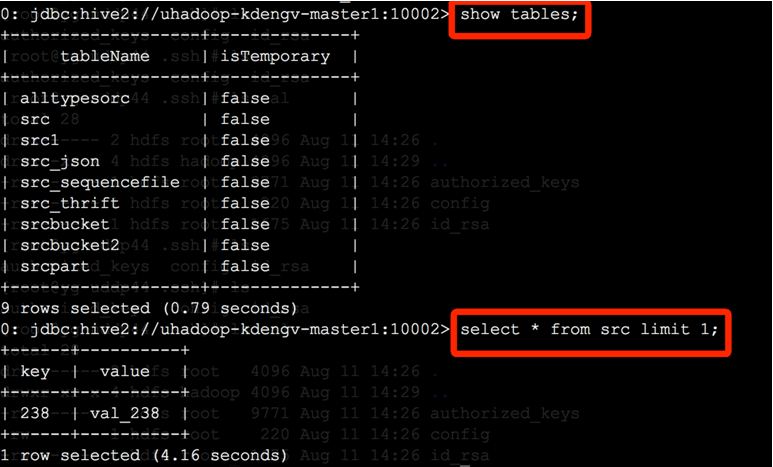 0: jdbc:hive2://uhadoop-kdengv-master1:10002> show tables;
+------------------+--------------+
| tableName | isTemporary |
+------------------+--------------+
| alltypesorc | false |
| src | false |
| src1 | false |
| src_json | false |
| src_sequencefile | false |
| src_thrift | false |
| srcbucket | false |
| srcbucket2 | false |
| srcpart | false |
+------------------+--------------+
9 rows selected (0.79 seconds)
0: jdbc:hive2://uhadoop-kdengv-master1:10002> select * from src limit 1;
+------+----------+
| key | value |
+------+----------+
| 238 | val_238 |
+------+----------+
1 row selected (4.16 seconds)